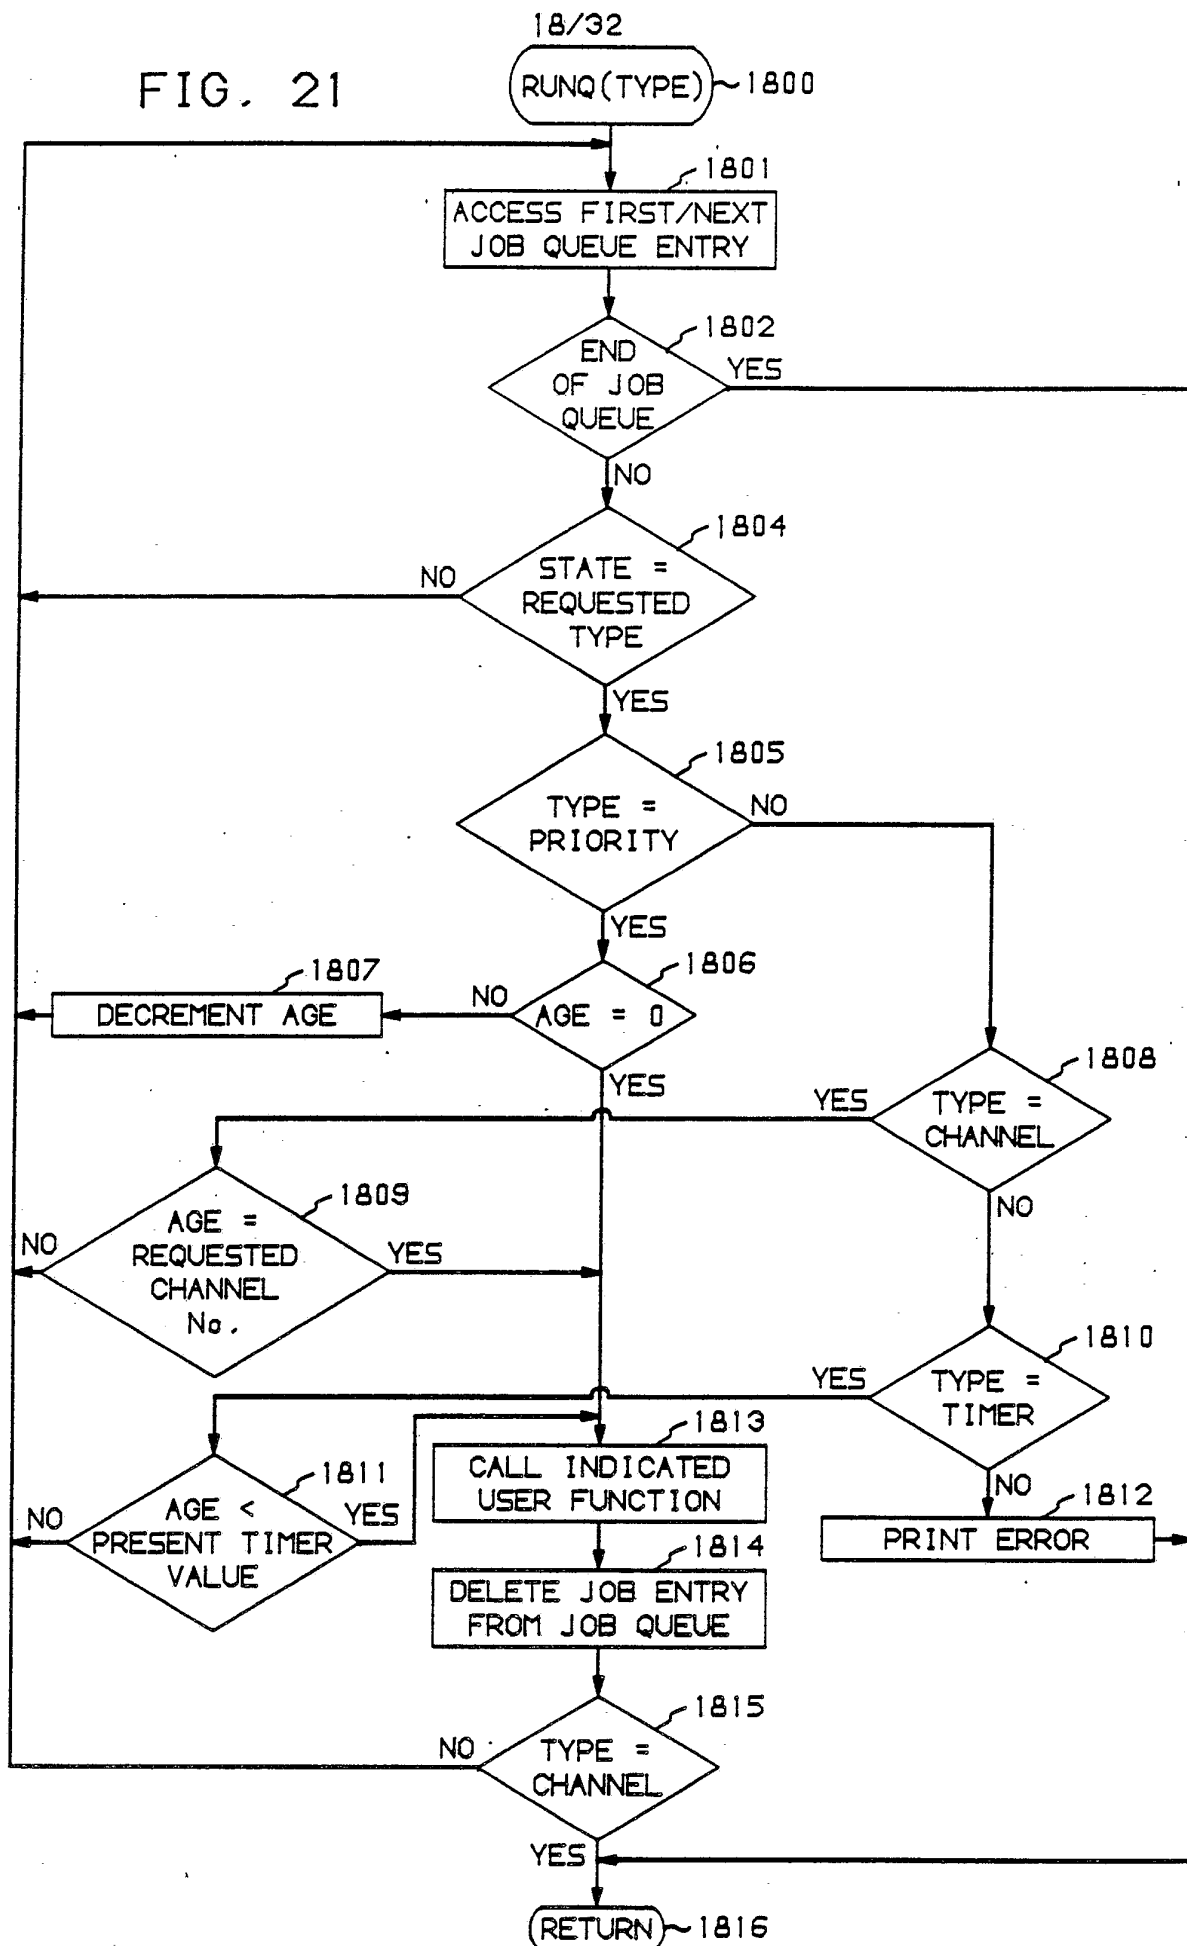 18/32
FIG. 21
RUNQ(TYPE)
1800
1801
ACCESS FIRST/NEXT
JOB QUEUE ENTRY
1802
END
OF JOB
QUEUE
YES
NO
1804
STATE =
REQUESTED
TYPE
NO
YES
1805
TYPE =
PRIORITY
NO
YES
1806
AGE = 0
NO
1807
DECREMENT AGE
YES
1808
TYPE =
CHANNEL
YES
NO
1809
AGE =
REQUESTED
CHANNEL
No.
NO
YES
1810
TYPE =
TIMER
YES
NO
1811
AGE <
PRESENT TIMER
VALUE
NO
YES
1812
PRINT ERROR
1813
CALL INDICATED
USER FUNCTION
1814
DELETE JOB ENTRY
FROM JOB QUEUE
1815
TYPE =
CHANNEL
NO
YES
RETURN
1816